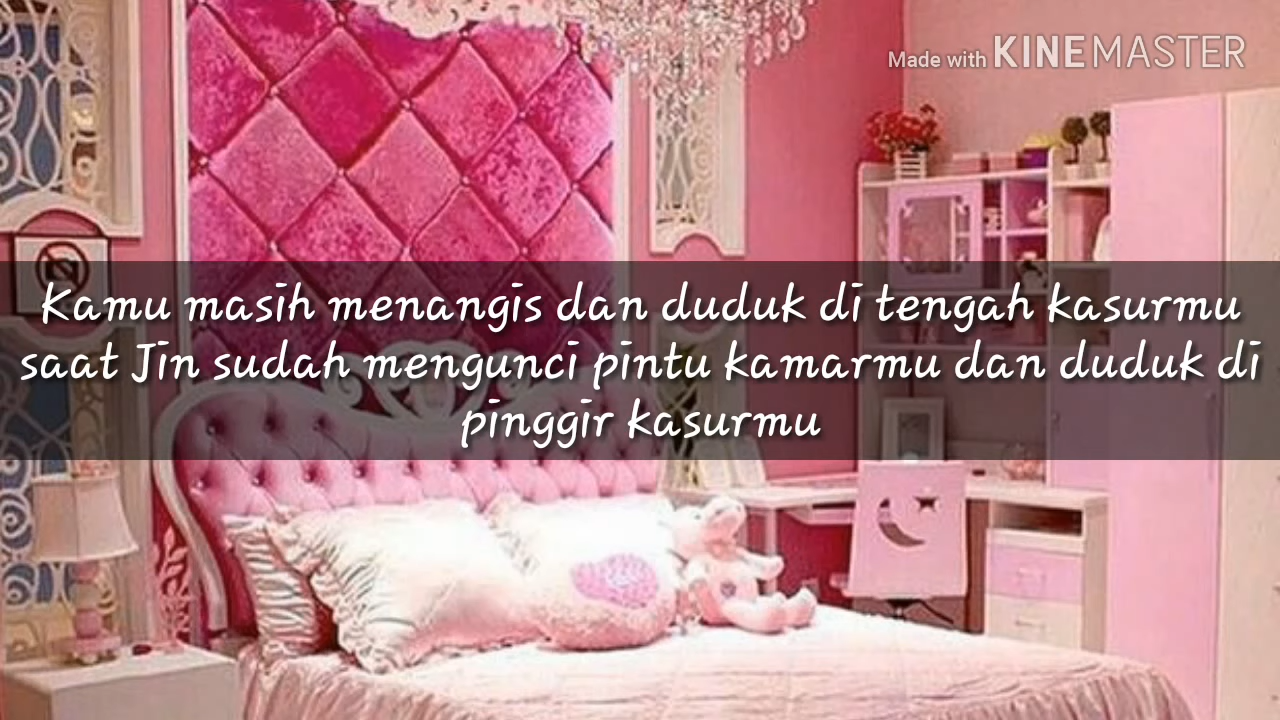 Made with KINEMASTER
Kamu masih menangis dan duduk di tengah kasurmu
saat Jin sudah mengunci pintu kamarmu dan duduk di
pinggir kasurmu